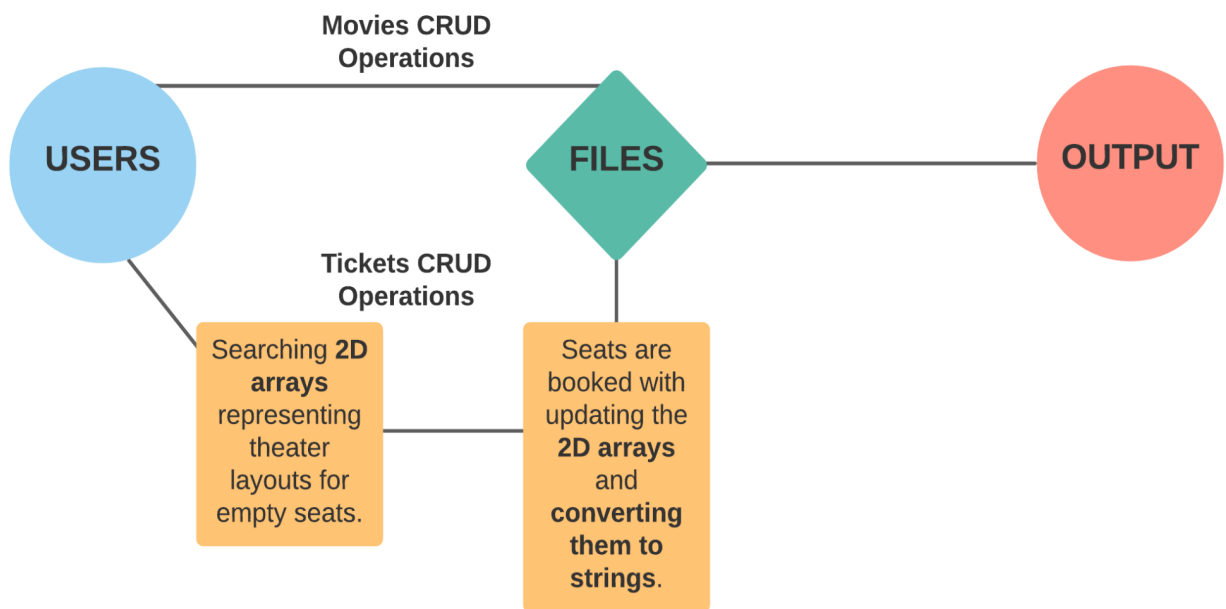 Movies CRUD
Operations
USERS
FILES
OUTPUT
Tickets CRUD
Operations
Searching 2D
arrays
representing
theater
layouts for
empty seats.
Seats are
booked with
updating the
2D arrays
and
converting
them to
strings.